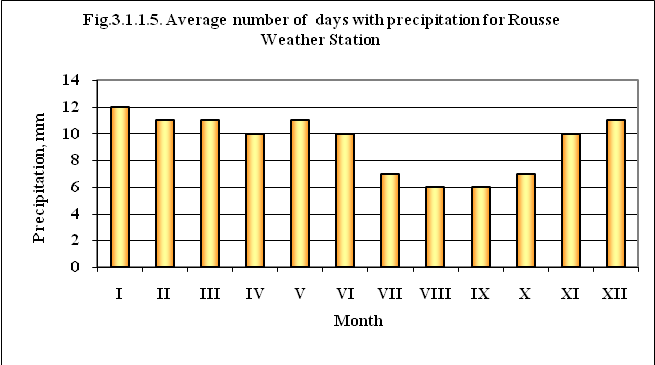 Fig.3.1.1.5. Average number of days with precipitation for Rousse
Weather Station
Precipitation, mm
14
12
10
8
6
4
2
0
I II III IV V VI VII VIII IX X XI XII
Month